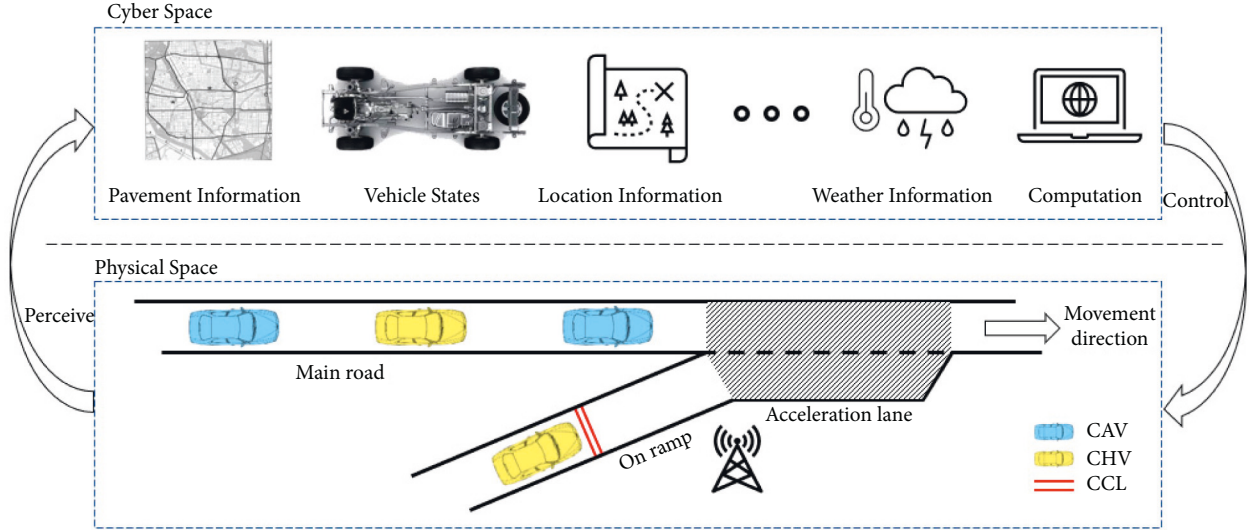 Cyber Space
Pavement Information
Vehicle States
Location Information
Weather Information
Computation
Control
Physical Space
Perceive
Main road
On ramp
Acceleration lane
Movement
direction
CAV
CHV
CCL